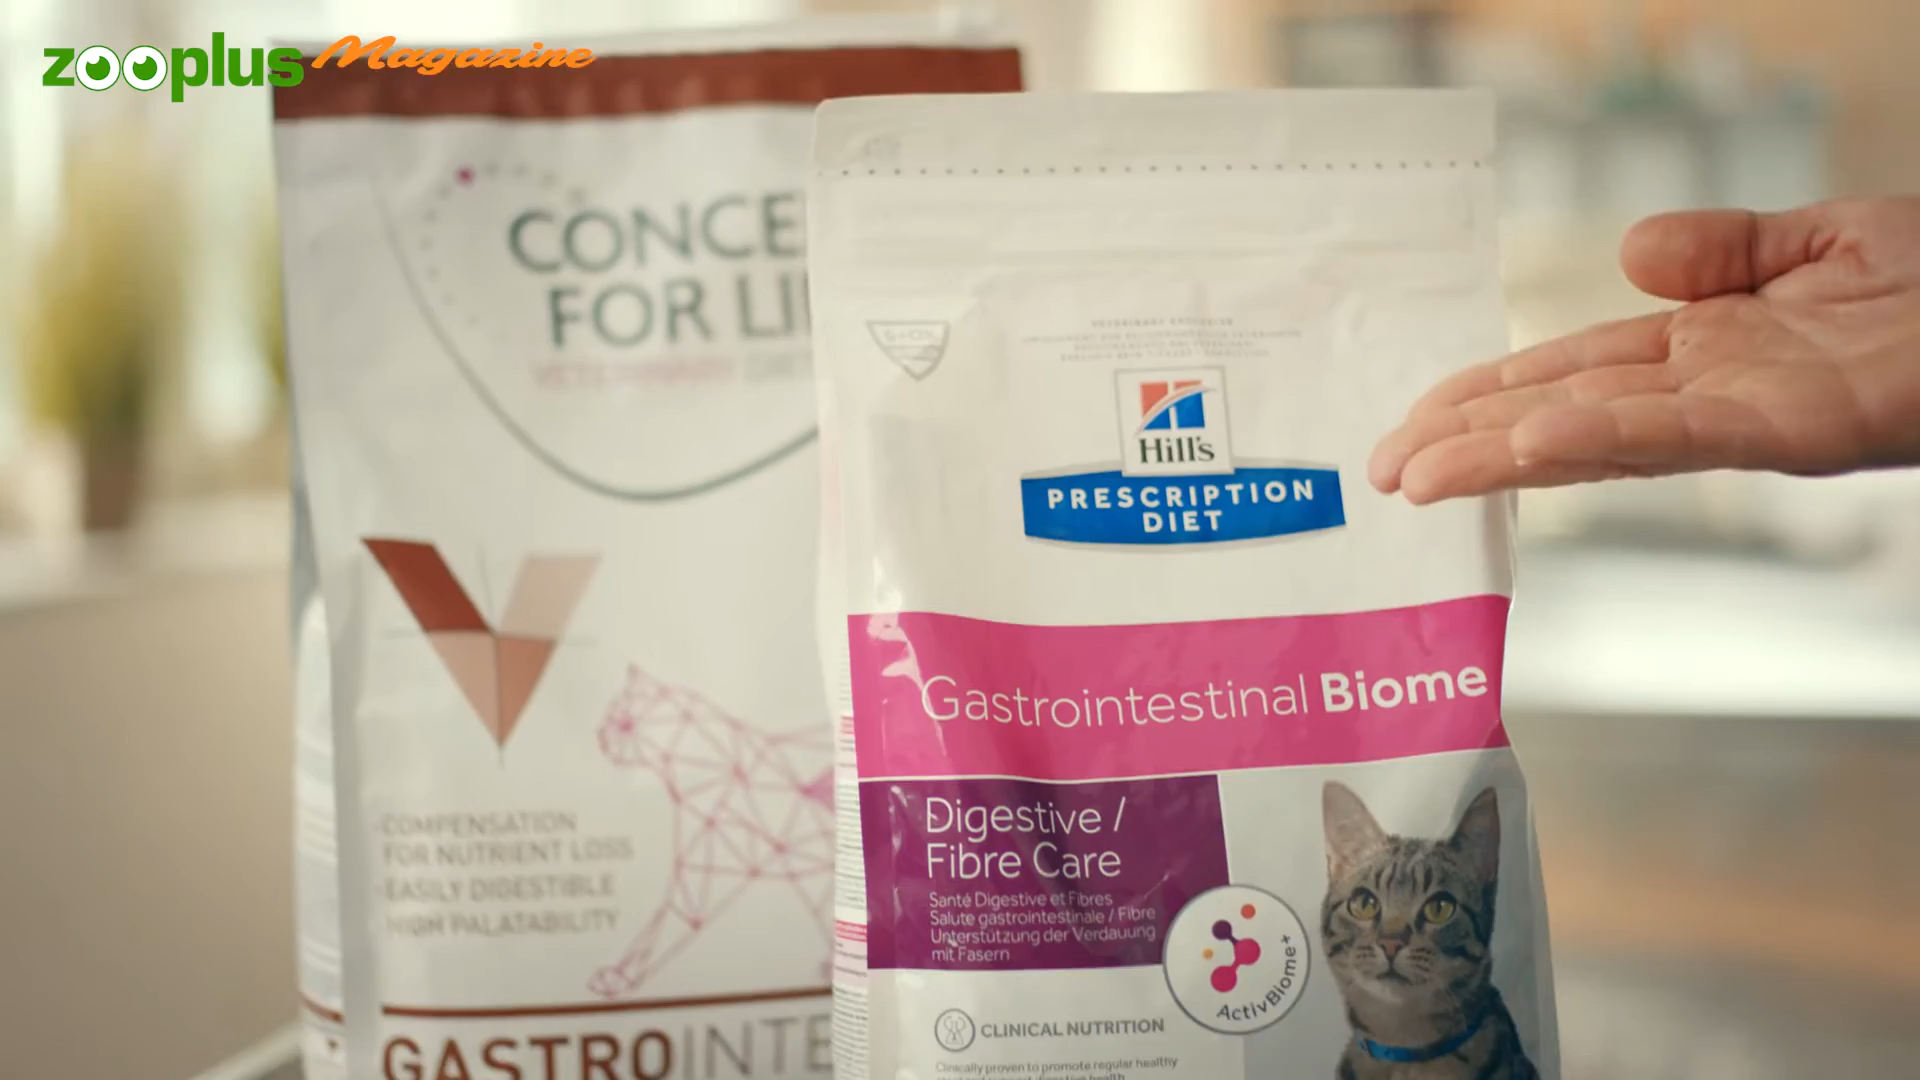 zooplus Magazine
CONCE
FOR LI
VETERINARY DIET
COMPENSATION
FOR NUTRIENT LOSS
EASILY DIGESTIBLE
HIGH PALATABILITY
GASTROINTE
Hill's
PRESCRIPTION
DIET
Gastrointestinal Biome
Digestive /
Fibre Care
Santé Digestive et Fibres
Salute gastrointestinale / Fibre
Unterstützung der Verdauung
mit Fasern
ActivBiome+
CLINICAL NUTRITION
Clinically proven to promote regular healthy